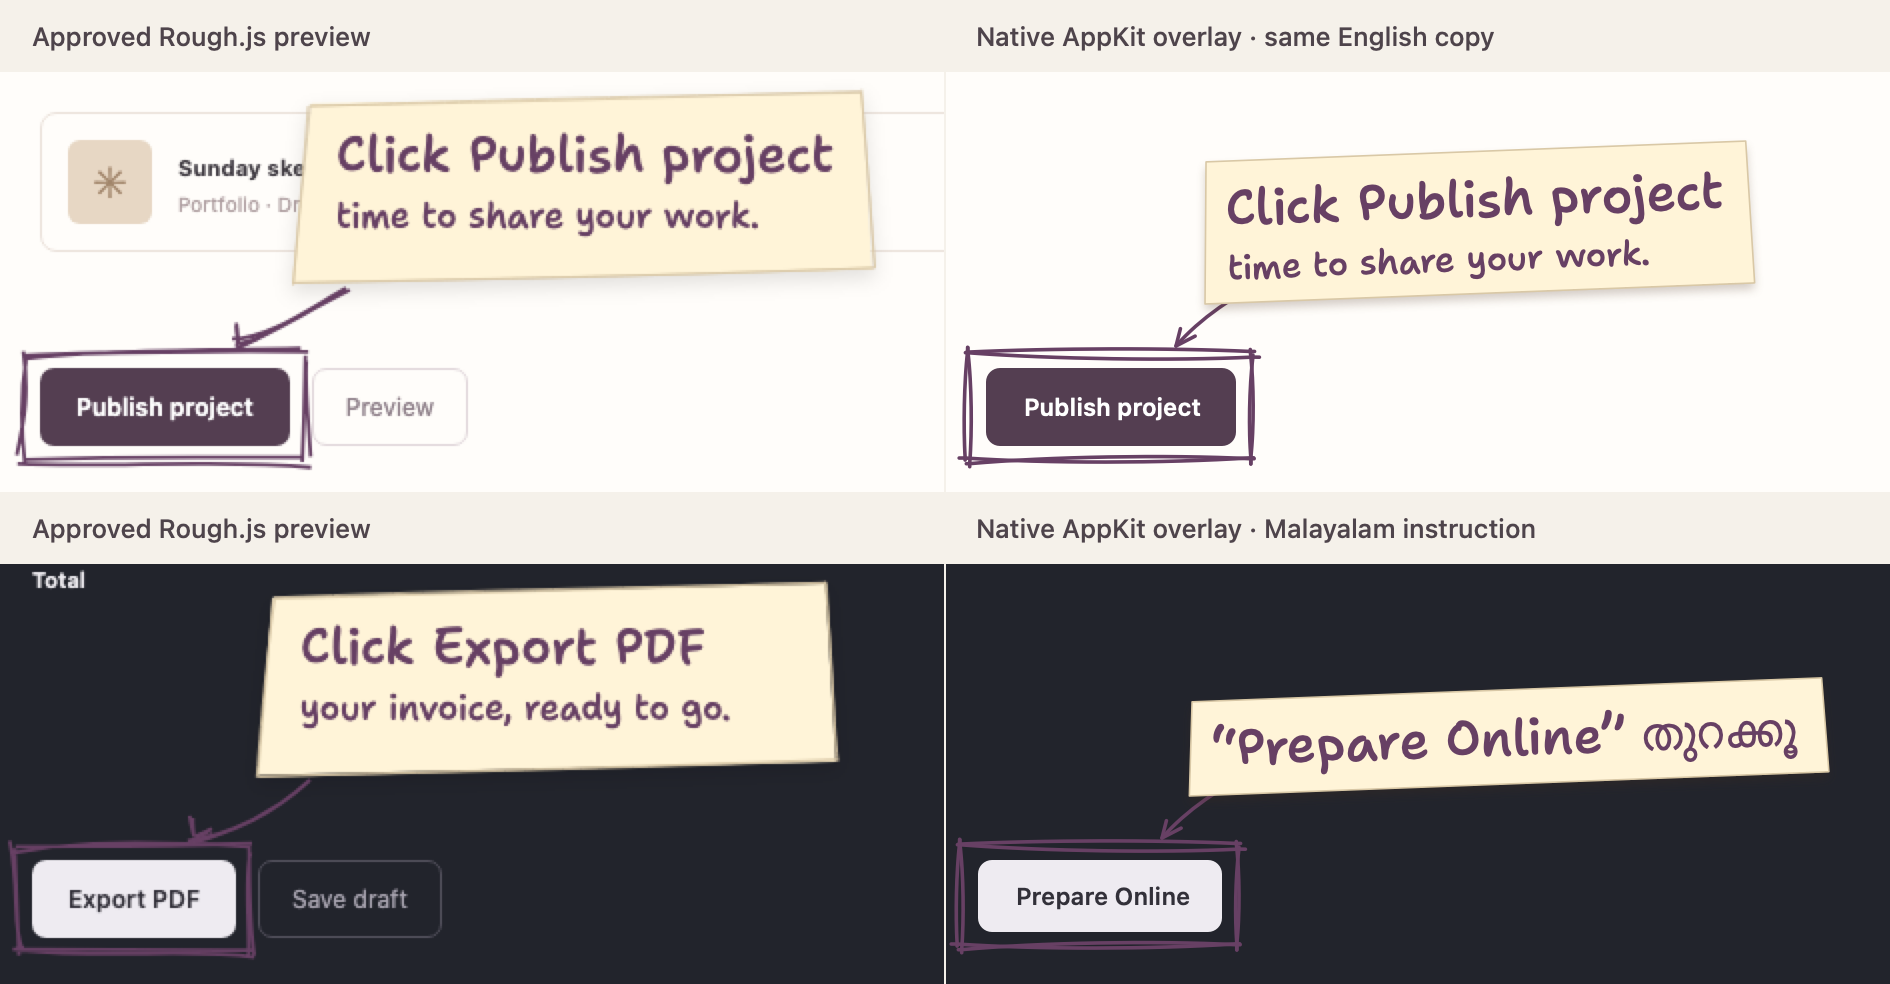 Approved Rough.js preview
Native AppKit overlay · same English copy
Sunday ske
Portfolio · Dr
Click Publish project
time to share your work.
Publish project
Preview
Click Publish project
time to share your work.
Publish project
Approved Rough.js preview
Native AppKit overlay · Malayalam instruction
Total
Click Export PDF
your invoice, ready to go.
Export PDF
Save draft
“Prepare Online” തുറക്കൂ
Prepare Online